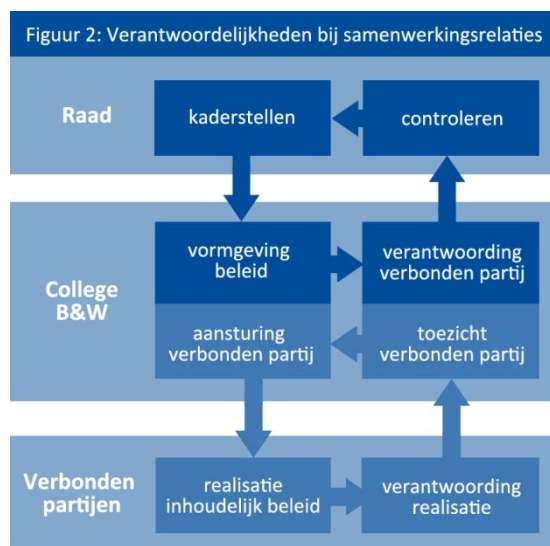 Figuur 2: Verantwoordelijkheden bij samenwerkingsrelaties
Raad
kaderstellen
controleren
College
B&W
vormgeving
beleid
verantwoording
verbonden partij
aansturing
verbonden partij
toezicht
verbonden partij
Verbonden
partijen
realisatie
inhoudelijk beleid
verantwoording
realisatie